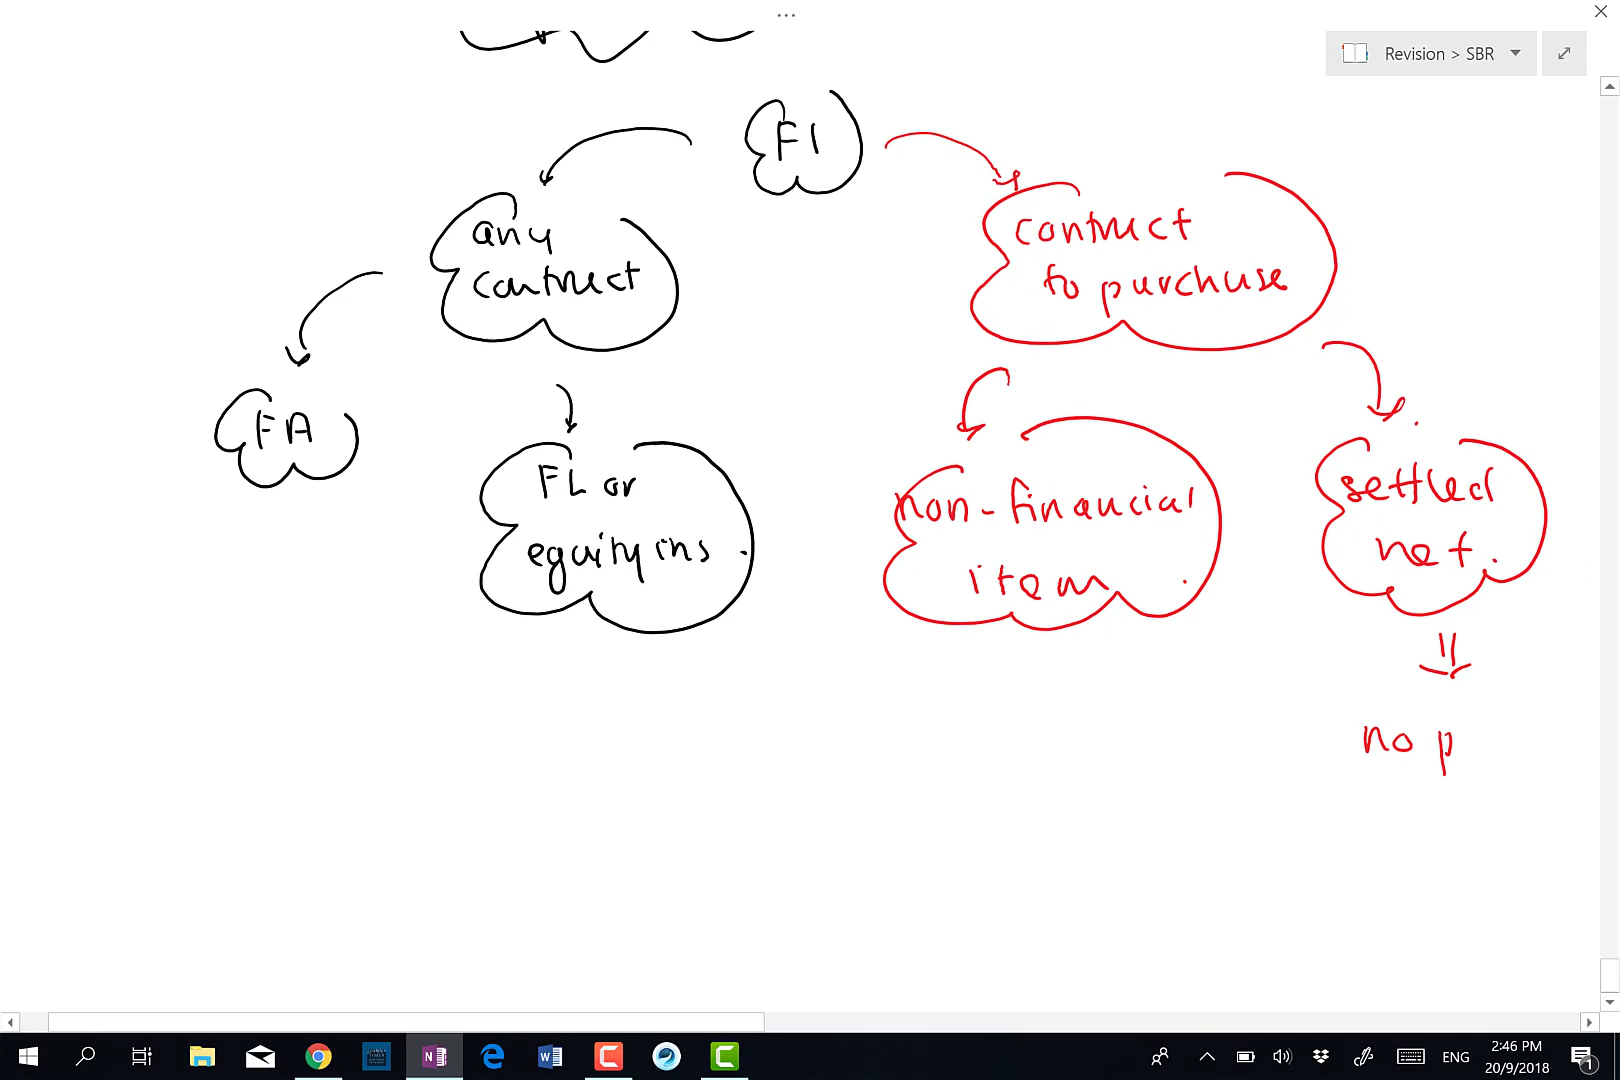 Revision > SBR
FI
any
contract
contract
to purchase
FA
FL or
equity ins.
non-financial
item.
settled
net.
no p
ENG
2:46 PM
20/9/2018
1